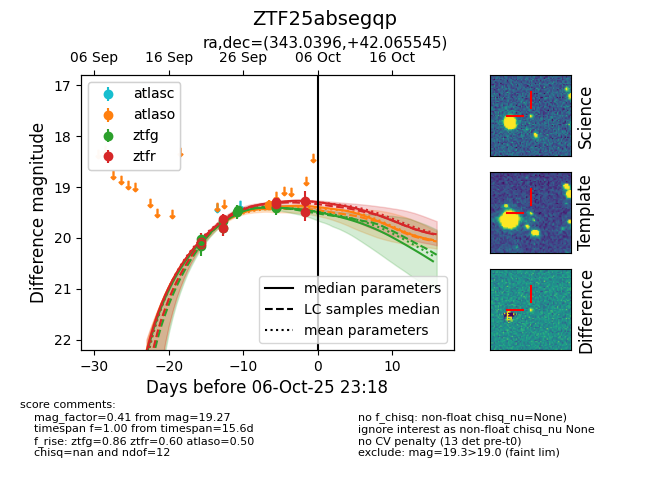 ZTF25absegqp
ra,dec=(343.0396,+42.065545)
06 Sep 16 Sep 26 Sep 06 Oct 16 Oct
17
18
19
20
21
22
Difference magnitude
atlasc
atlaso
ztfg
ztfr
median parameters
LC samples median
mean parameters
−30 −20 −10 0 10
Days before 06-Oct-25 23:18
Science
Template
Difference
score comments:
mag_factor=0.41 from mag=19.27
timespan f=1.00 from timespan=15.6d
f_rise: ztfg=0.86 ztfr=0.60 atlaso=0.50
chisq=nan and ndof=12
no f_chisq: non-float chisq_nu=None)
ignore interest as non-float chisq_nu None
no CV penalty (13 det pre-t0)
exclude: mag=19.3>19.0 (faint lim)